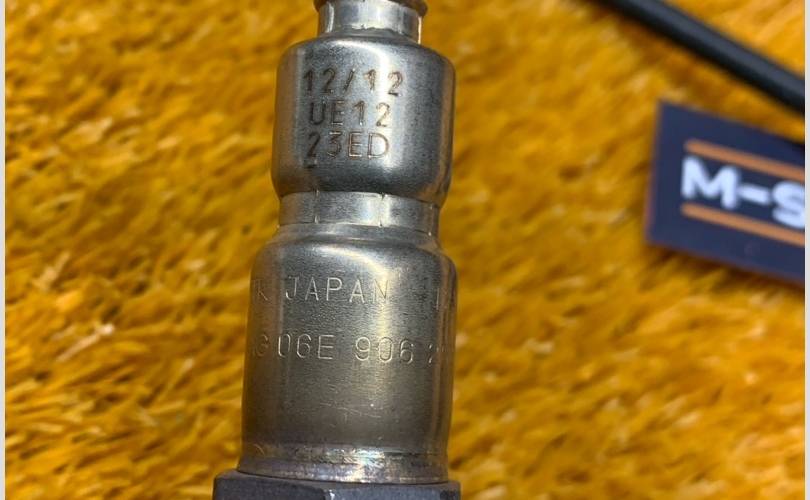 12/12
UE12
23ED
JAPAN
06E 906
M-S